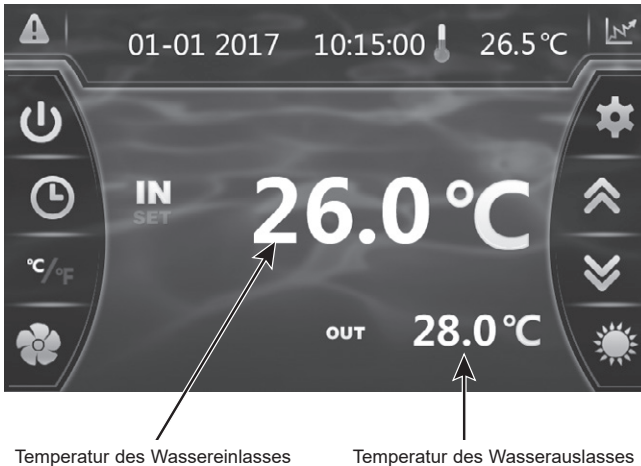 01-01 2017 10:15:00 26.5°C
IN 26.0 °C
SET
°C/°F
OUT 28.0 °C
Temperatur des Wassereinlasses Temperatur des Wasserauslasses